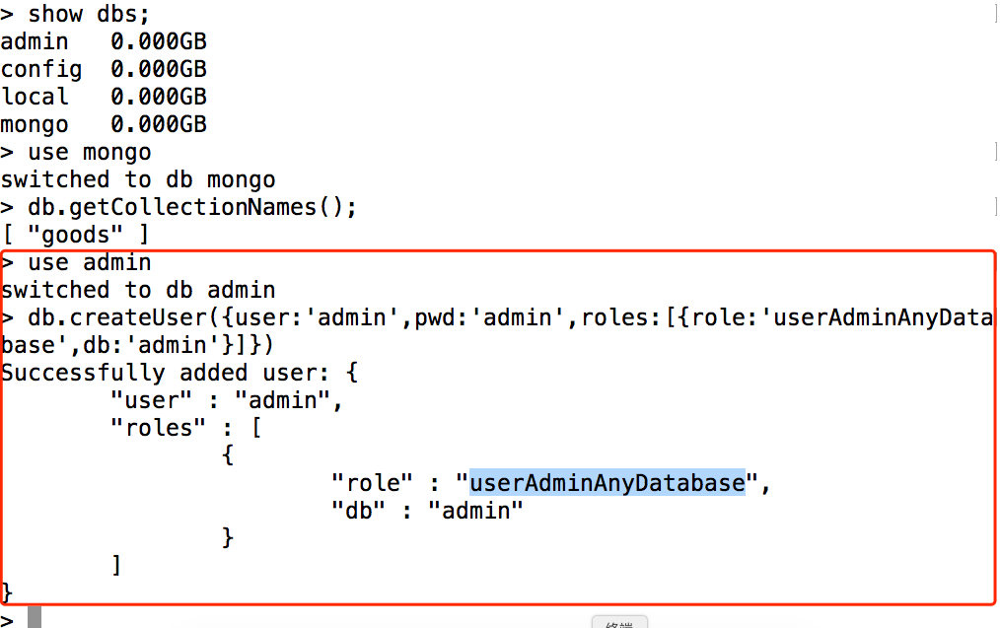 > show dbs;
admin   0.000GB
config  0.000GB
local   0.000GB
mongo   0.000GB
> use mongo
switched to db mongo
> db.getCollectionNames();
[ "goods" ]
> use admin
switched to db admin
> db.createUser({user:'admin',pwd:'admin',roles:[{role:'userAdminAnyData
base',db:'admin'}]})
Successfully added user: {
        "user" : "admin",
        "roles" : [
                {
                        "role" : "userAdminAnyDatabase",
                        "db" : "admin"
                }
        ]
}
>
终端